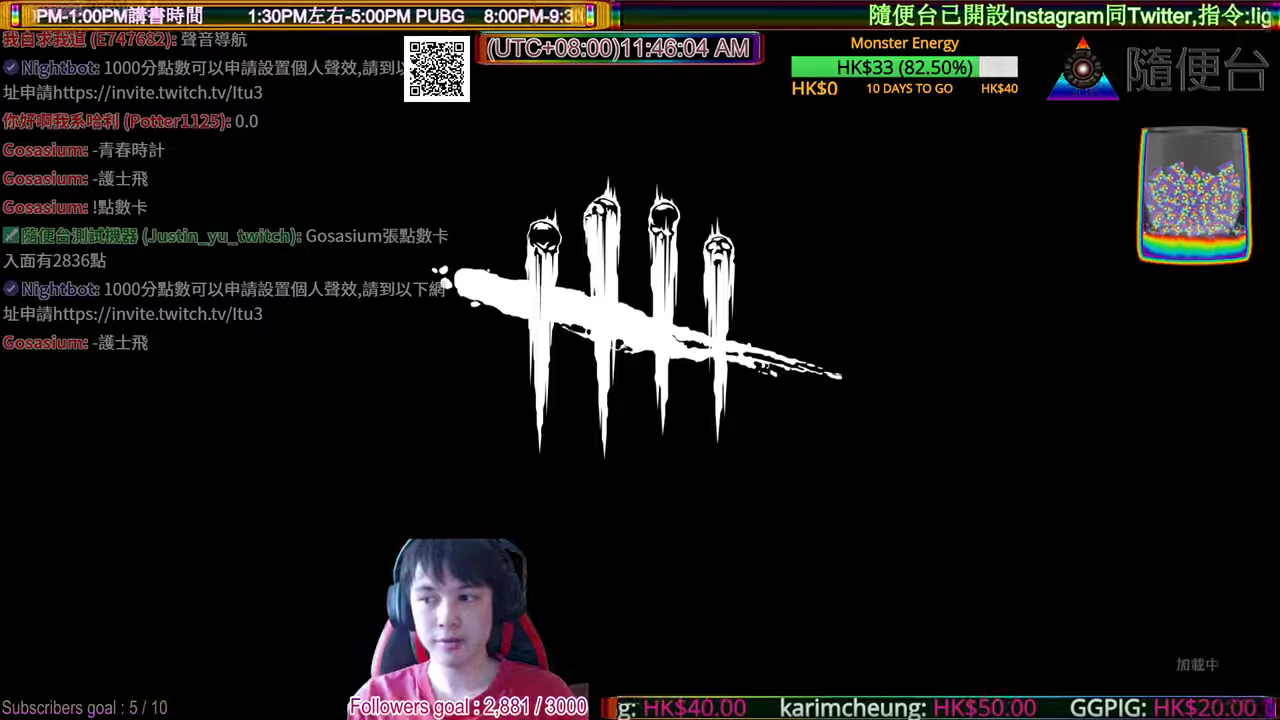 PM-1:00PM講書時間 1:30PM左右-5:00PM PUBG 8:00PM-9:3
隨便台已開設Instagram同Twitter,指令:!ig
我自求我道 (E747682): 聲音導航
Nightbot: 1000分點數可以申請設置個人聲效,請到以
址申請https://invite.twitch.tv/ltu3
你好啊我系哈利 (Potter1125): 0.0
Gosasium: -青春時計
Gosasium: -護士飛
Gosasium: !點數卡
隨便台測試機器 (Justin_yu_twitch): Gosasium張點數卡
入面有2836點
Nightbot: 1000分點數可以申請設置個人聲效,請到以下網
址申請https://invite.twitch.tv/ltu3
Gosasium: -護士飛
(UTC+08:00)11:46:04 AM
Monster Energy
HK$33 (82.50%)
HK$0 10 DAYS TO GO HK$40
隨便台
加載中
Subscribers goal : 5 / 10
Followers goal : 2,881 / 3000
g: HK$40.00 karimcheung: HK$50.00 GGPIG: HK$20.00